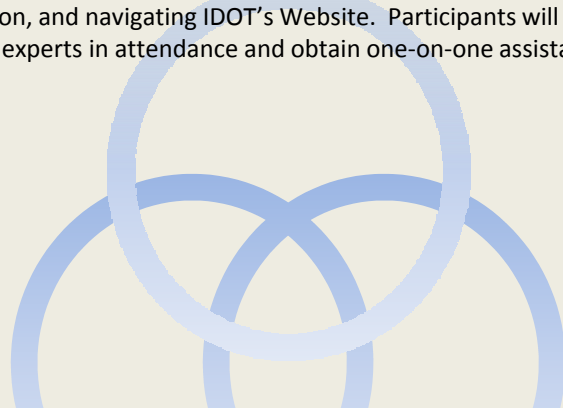 on, and navigating IDOT’s Website.  Participants will
experts in attendance and obtain one-on-one assista